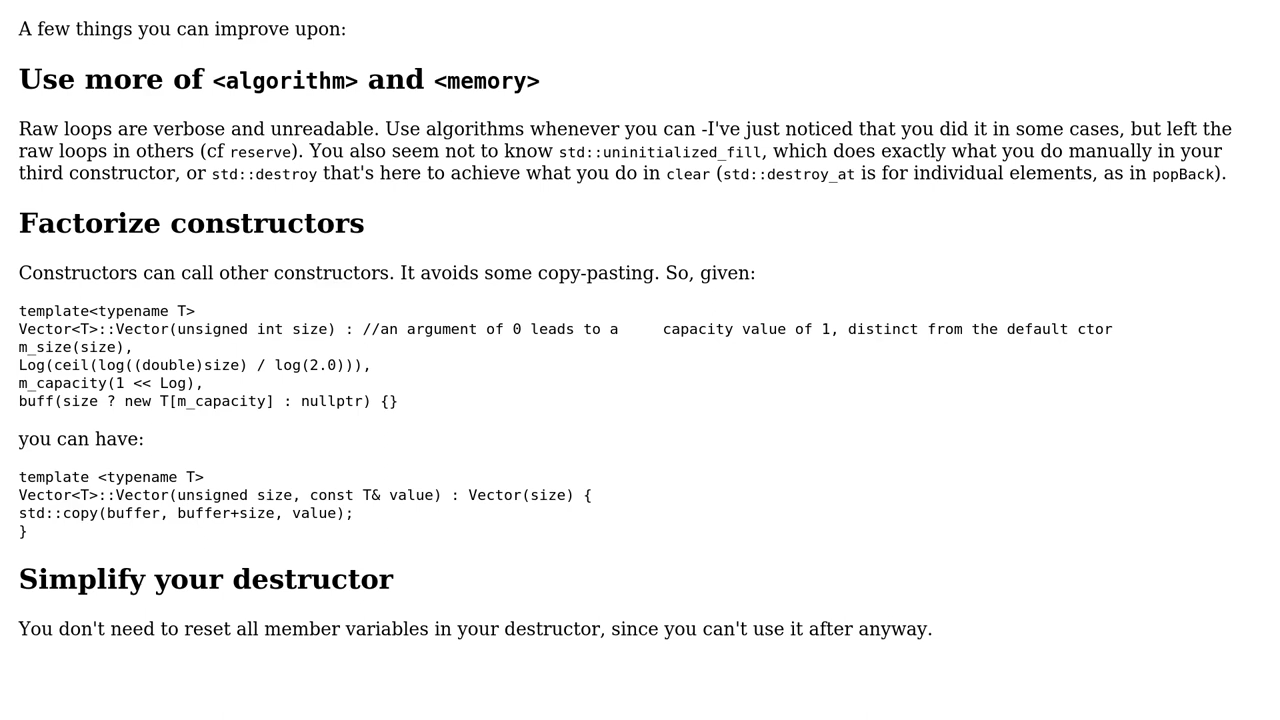 A few things you can improve upon:
Use more of <algorithm> and <memory>
Raw loops are verbose and unreadable. Use algorithms whenever you can -I've just noticed that you did it in some cases, but left the
raw loops in others (cf reserve). You also seem not to know std::uninitialized_fill, which does exactly what you do manually in your
third constructor, or std::destroy that's here to achieve what you do in clear (std::destroy_at is for individual elements, as in popBack).
Factorize constructors
Constructors can call other constructors. It avoids some copy-pasting. So, given:
template<typename T>
Vector<T>::Vector(unsigned int size) : //an argument of 0 leads to a     capacity value of 1, distinct from the default ctor
m_size(size),
Log(ceil(log((double)size) / log(2.0))),
m_capacity(1 << Log),
buff(size ? new T[m_capacity] : nullptr) {}
you can have:
template <typename T>
Vector<T>::Vector(unsigned size, const T& value) : Vector(size) {
std::copy(buffer, buffer+size, value);
}
Simplify your destructor
You don't need to reset all member variables in your destructor, since you can't use it after anyway.